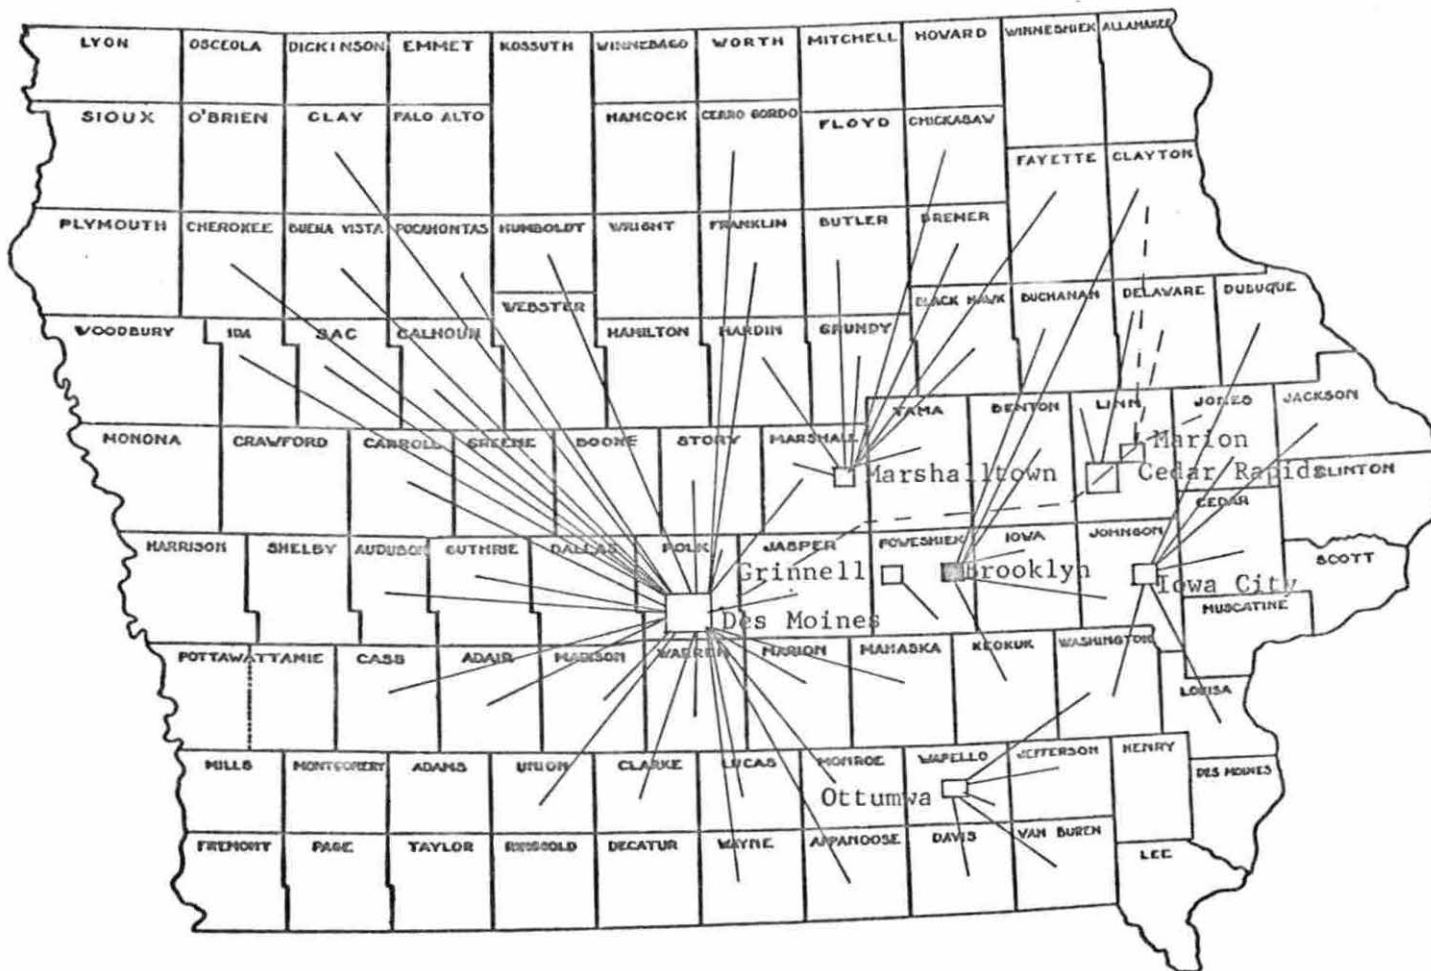 LYON OSCEOLA DICKINSON EMMET KOSSUTH WINNEBAGO WORTH MITCHELL HOWARD WINNESHIEK ALLAMAKEE
SIOUX O'BRIEN CLAY PALO ALTO HANCOCK CERRO GORDO FLOYD CHICKASAW
FAYETTE CLAYTON
PLYMOUTH CHEROKEE BUENA VISTA POCAHONTAS HUMBOLDT WRIGHT FRANKLIN BUTLER BREMER
WEBSTER BLACK HAWK BUCHANAN DELAWARE DUBUQUE
WOODBURY IDA SAC CALHOUN HAMILTON HARDIN GRUNDY
TAMA BENTON LINN JONES JACKSON
MONONA CRAWFORD CARROLL GREENE BOONE STORY MARSHALL
Marion
Marshalltown Cedar Rapids CLINTON
CEDAR
HARRISON SHELBY AUDUBON GUTHRIE DALLAS POLK JASPER POWESHIEK IOWA JOHNSON SCOTT
Grinnell Brooklyn Iowa City
MUSCATINE
Des Moines
POTTAWATTAMIE CASS ADAIR MADISON WARREN MARION MAHASKA KEOKUK WASHINGTON
LOUISA
MILLS MONTGOMERY ADAMS UNION CLARKE LUCAS MONROE WAPELLO JEFFERSON HENRY
DES MOINES
Ottumwa
FREMONT PAGE TAYLOR RINGGOLD DECATUR WAYNE APPANOOSE DAVIS VAN BUREN
LEE